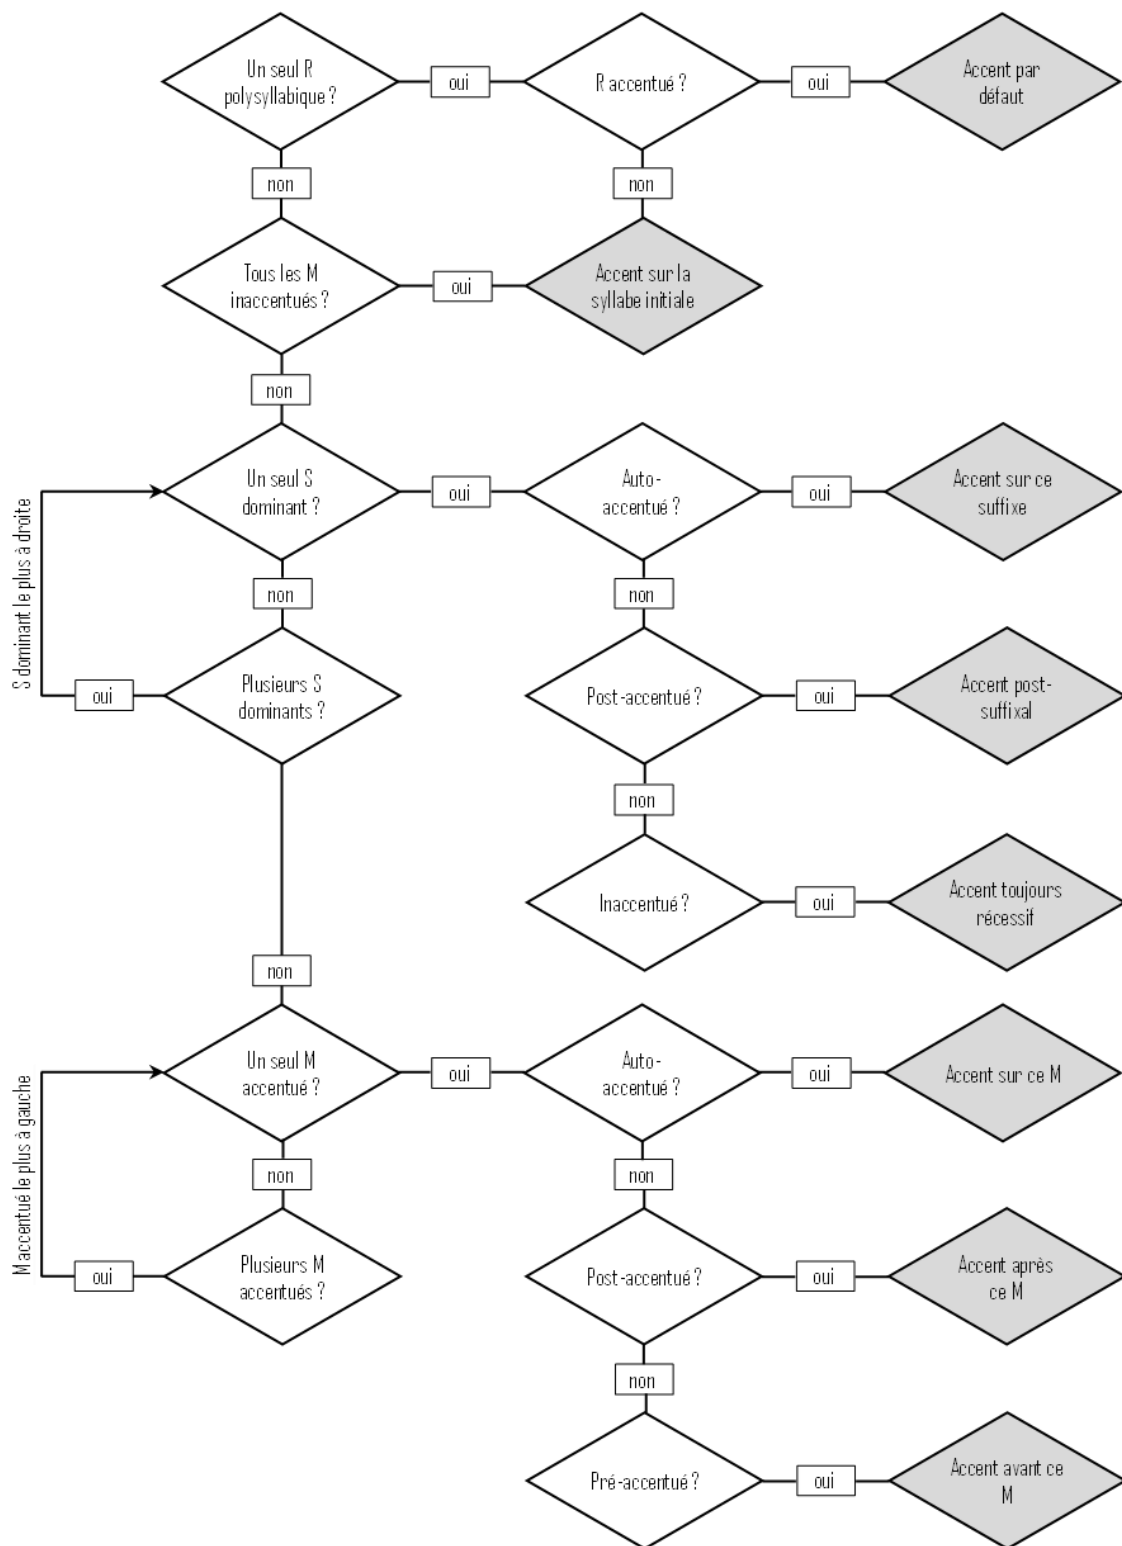 Un seul R
polysyllabique ?
oui
R accentué ?
oui
Accent par
défaut
non
non
Tous les M
inaccentués ?
oui
Accent sur la
syllabe initiale
non
Un seul S
dominant ?
oui
Auto-
accentué ?
oui
Accent sur ce
suffixe
S dominant le plus à droite
non
non
oui
Plusieurs S
dominants ?
Post-accentué ?
oui
Accent post-
suffixal
non
Inaccentué ?
oui
Accent toujours
récessif
non
Un seul M
accentué ?
oui
Auto-
accentué ?
oui
Accent sur ce M
M accentué le plus à gauche
non
non
oui
Plusieurs M
accentués ?
Post-accentué ?
oui
Accent après
ce M
non
Pré-accentué ?
oui
Accent avant ce
M